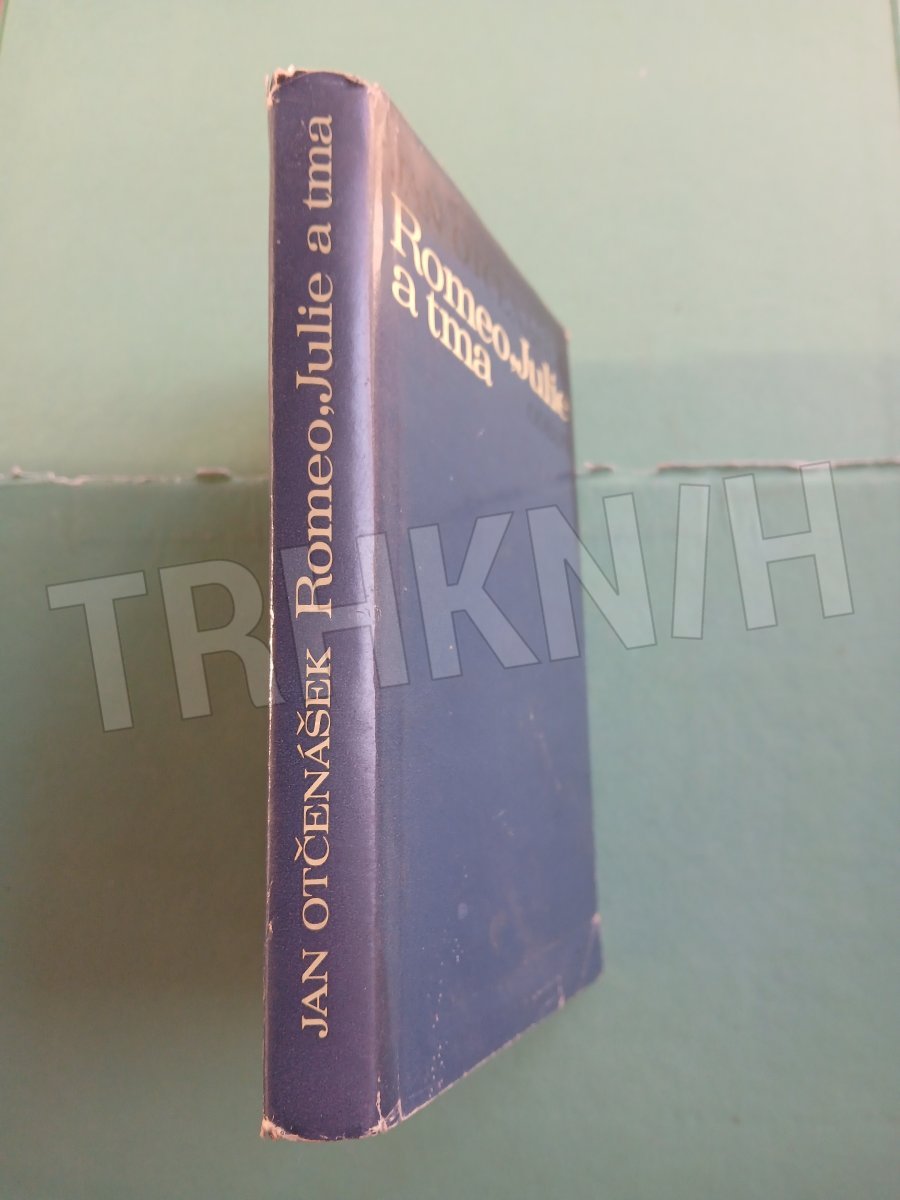 JAN OTČENÁŠEK Romeo, Julie a tma
Romeo, Julie
a tma
TRHKNIH